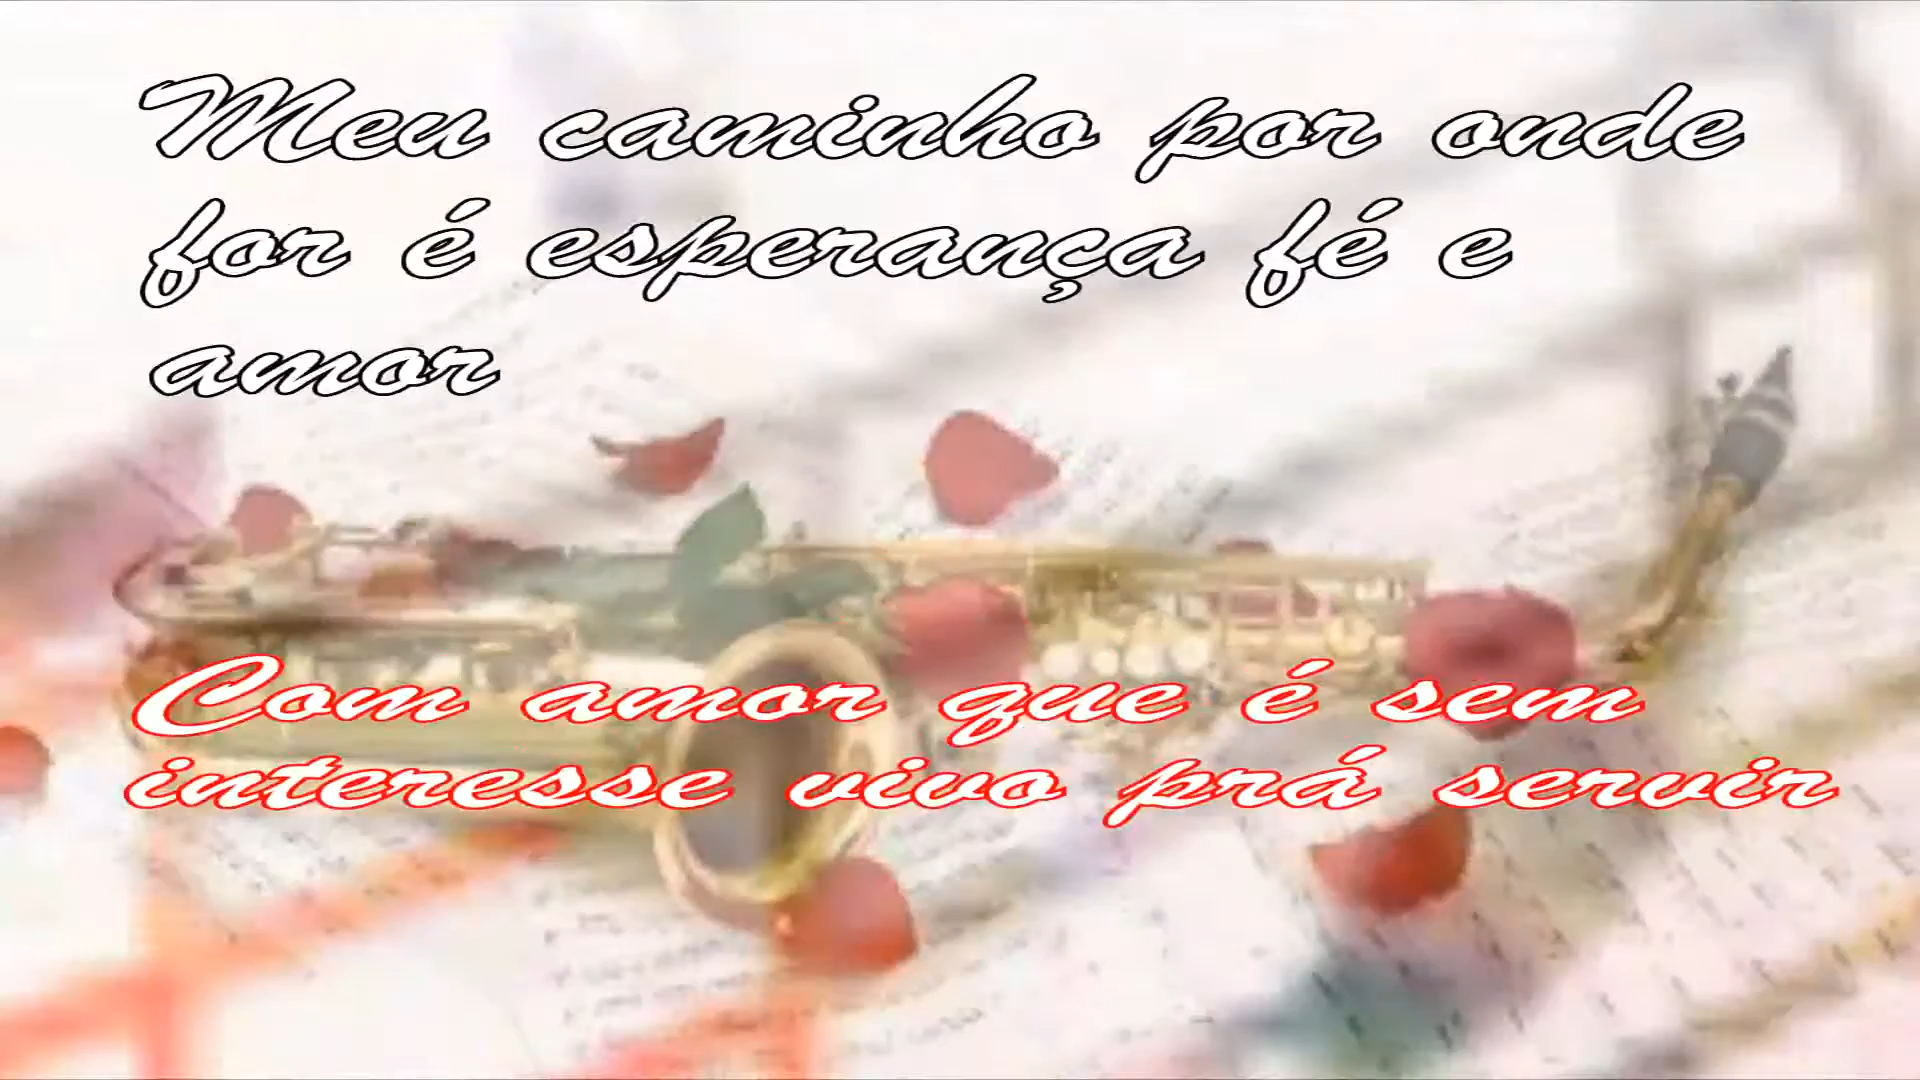 Meu caminho por onde
for é esperança fé e
amor
Com amor que é sem
interesse vivo prá servir